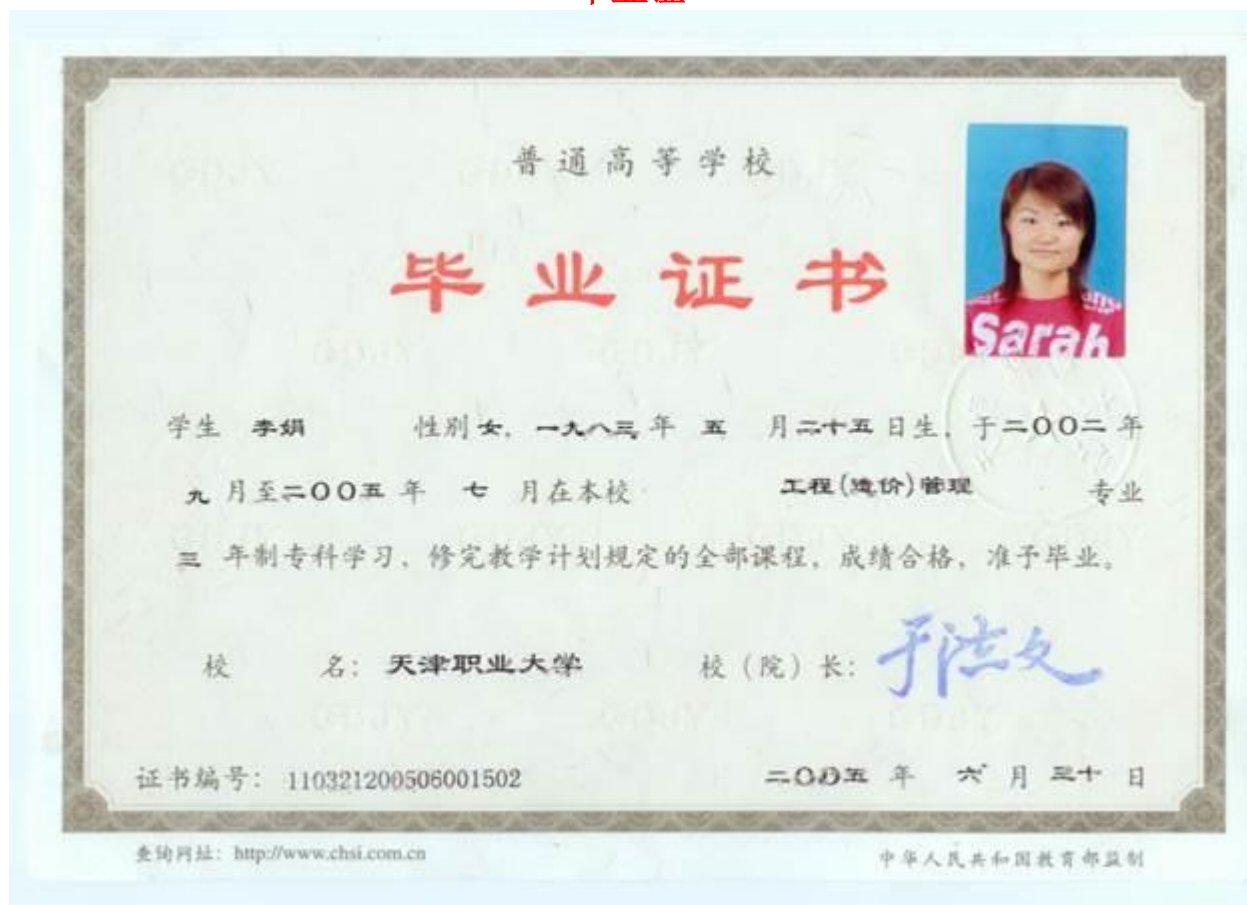 普通高等学校
毕业证书
Sarah
学生 李娟 性别 女, 一九八三 年 五 月 二十五 日生, 于 二〇〇二 年
九 月至 二〇〇五 年 七 月在本校 工程(造价)管理 专业
三 年制专科学习, 修完教学计划规定的全部课程, 成绩合格, 准予毕业。
校 名: 天津职业大学 校 (院) 长:
证书编号: 110321200506001502 二〇〇五 年 六 月 三十 日
查询网址: http://www.chsi.com.cn 中华人民共和国教育部监制